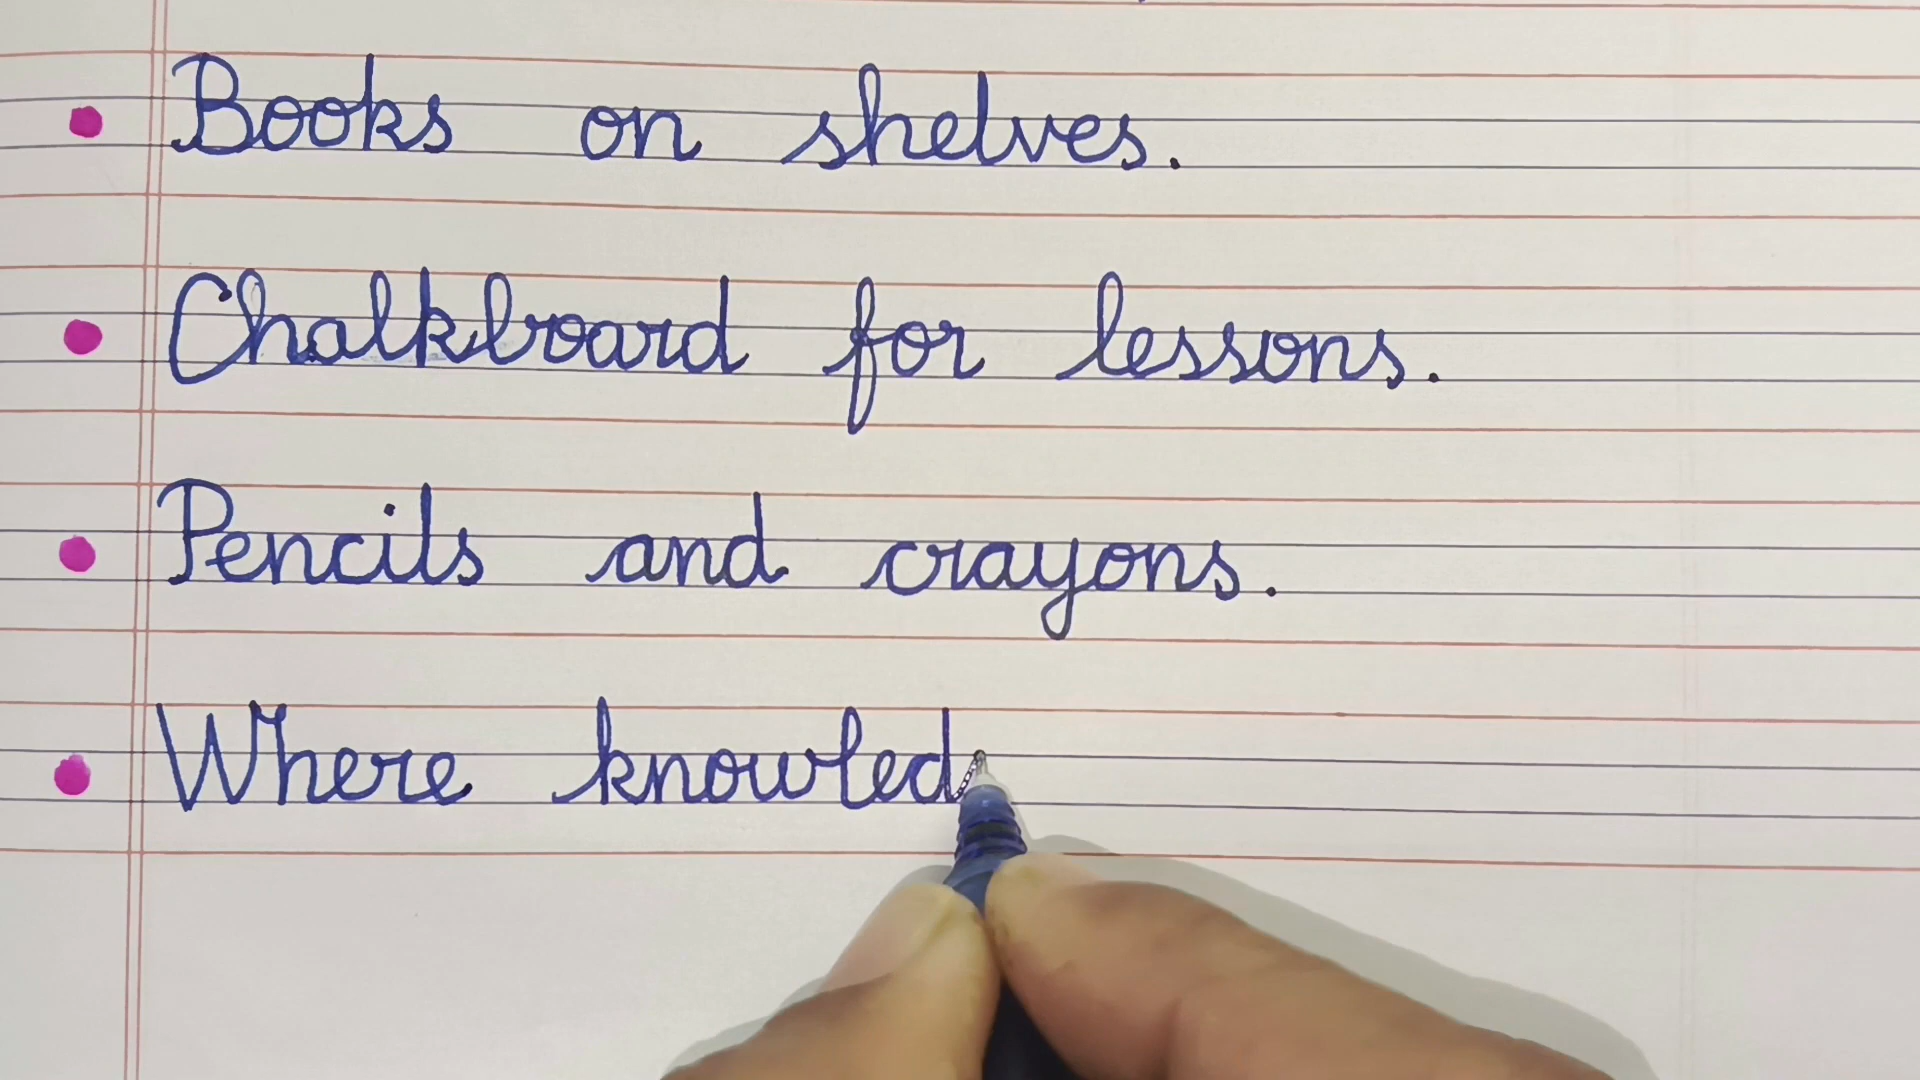 Books on shelves.
Chalkboard for lessons.
Pencils and crayons.
Where knowled